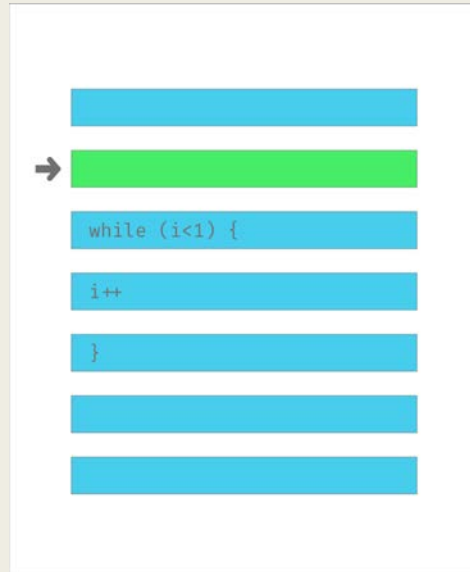 while (i<1) {
i++
}